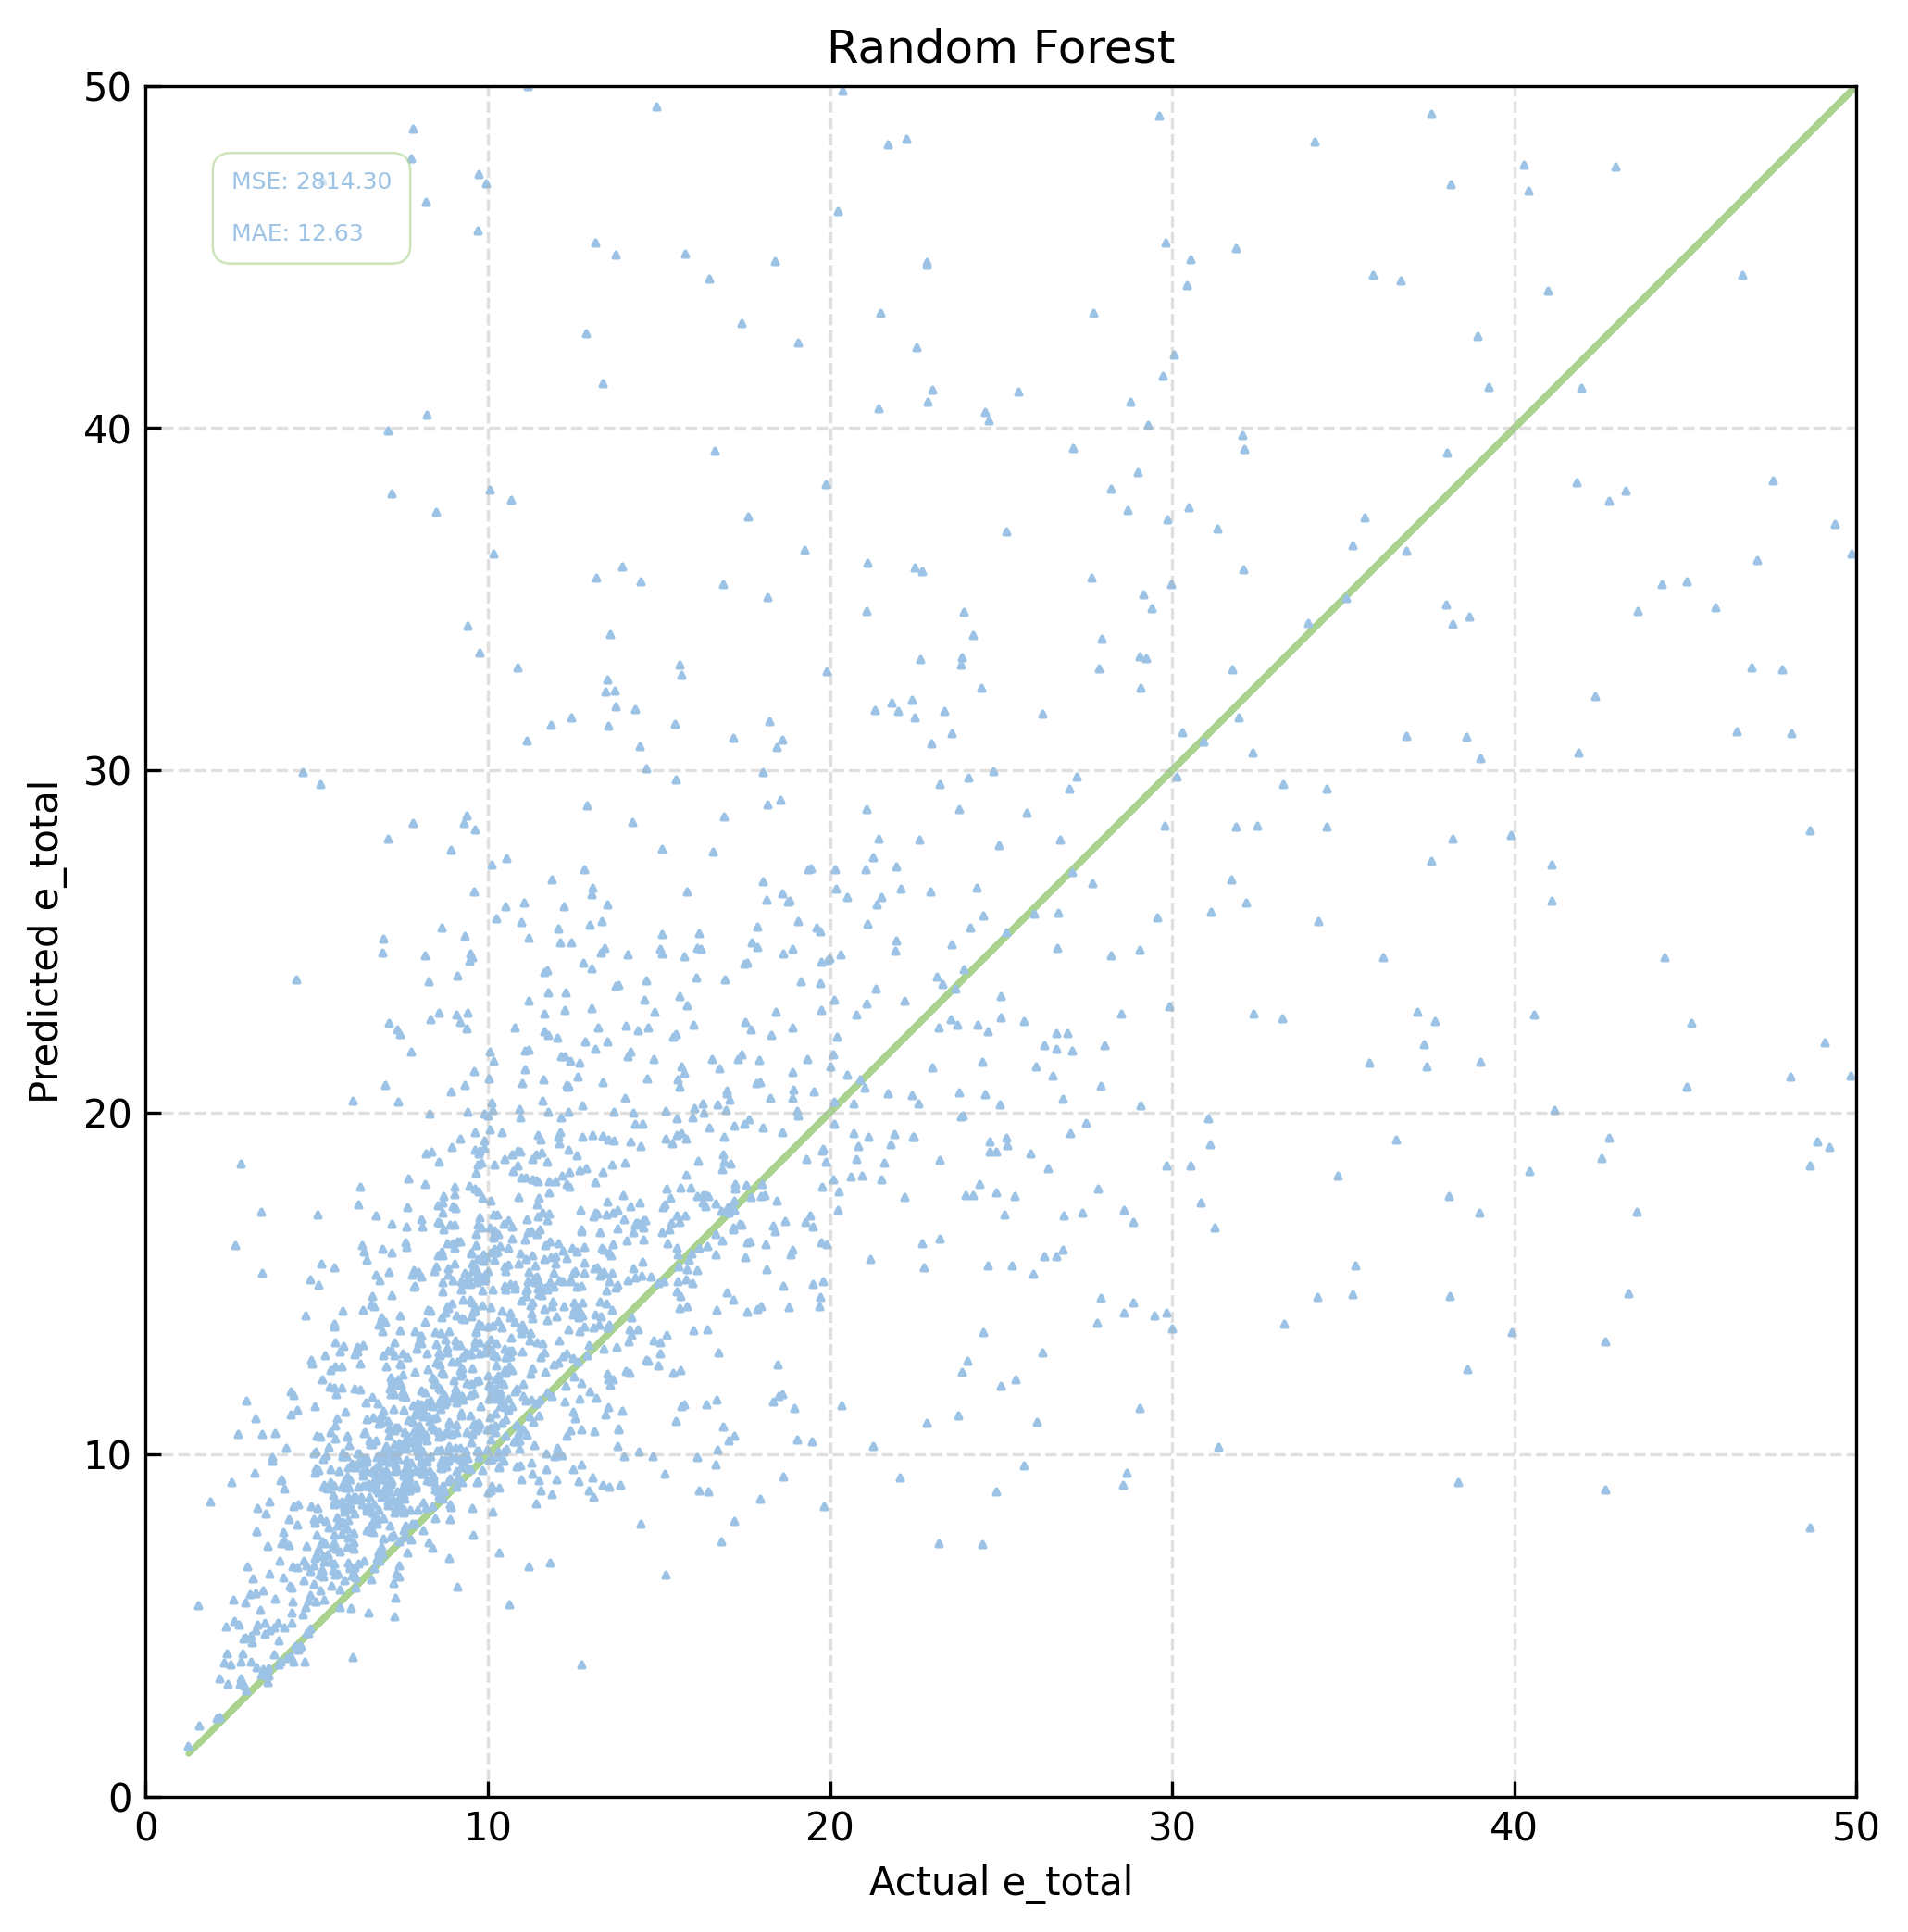 Random Forest
50
MSE: 2814.30
MAE: 12.63
40
30
Predicted e_total
20
10
0
0 10 20 30 40 50
Actual e_total